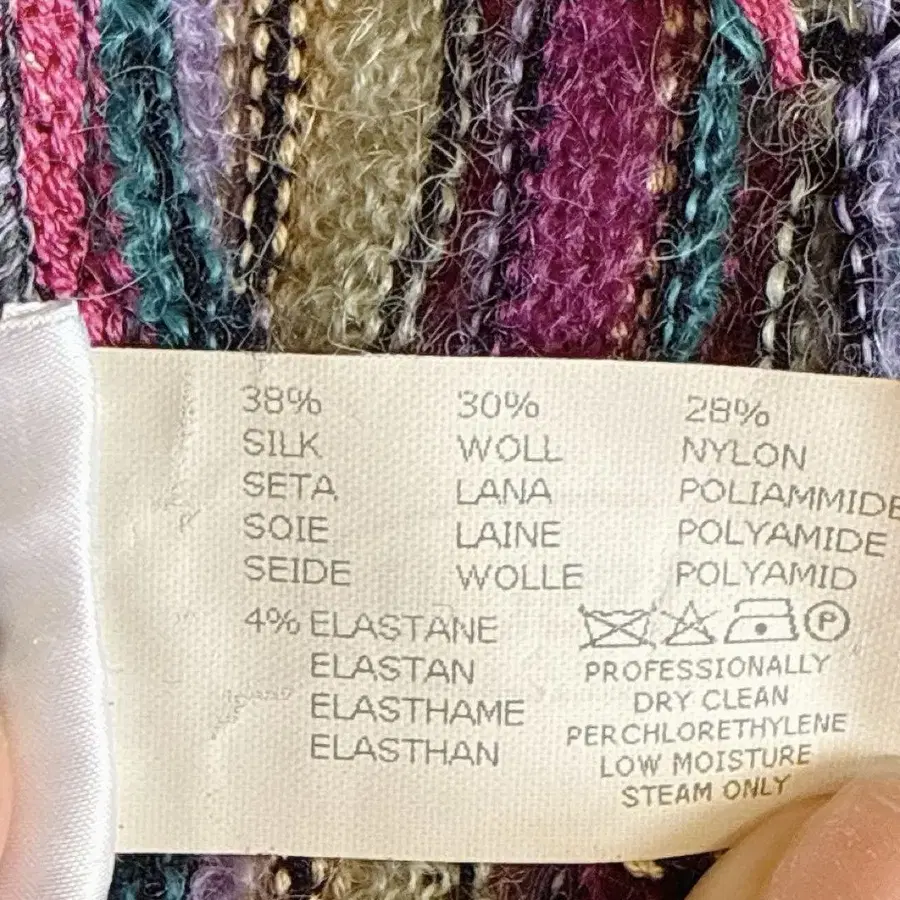 38% 30% 28%
SILK WOLL NYLON
SETA LANA POLIAMMIDE
SOIE LAINE POLYAMIDE
SEIDE WOLLE POLYAMID
4% ELASTANE
ELASTAN
ELASTHAME
ELASTHAN
P
PROFESSIONALLY
DRY CLEAN
PERCHLORETHYLENE
LOW MOISTURE
STEAM ONLY